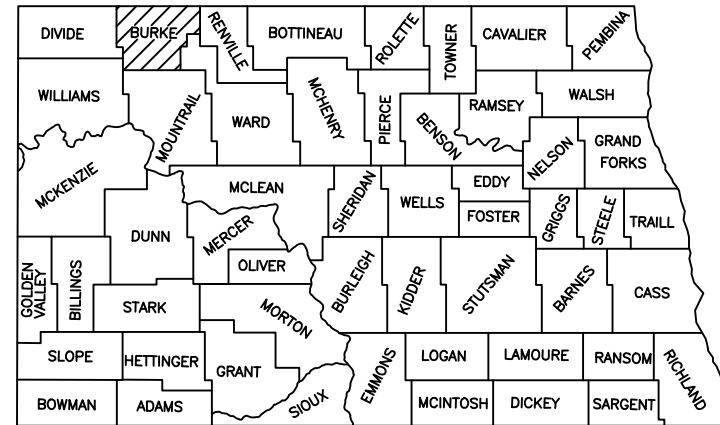 DIVIDE
BURKE
RENVILLE
BOTTINEAU
ROLETTE
TOWNER
CAVALIER
PEMBINA
WILLIAMS
MOUNTRAIL
WARD
MCHENRY
PIERCE
BENSON
RAMSEY
WALSH
MCKENZIE
MCLEAN
SHERIDAN
WELLS
EDDY
FOSTER
NELSON
GRAND
FORKS
DUNN
MERCER
OLIVER
GRIGGS
STEELE
TRAILL
GOLDEN
VALLEY
BILLINGS
STARK
MORTON
BURLEIGH
KIDDER
STUTSMAN
BARNES
CASS
SLOPE
HETTINGER
GRANT
EMMONS
LOGAN
LAMOURE
RANSOM
RICHLAND
BOWMAN
ADAMS
SIOUX
MCINTOSH
DICKEY
SARGENT